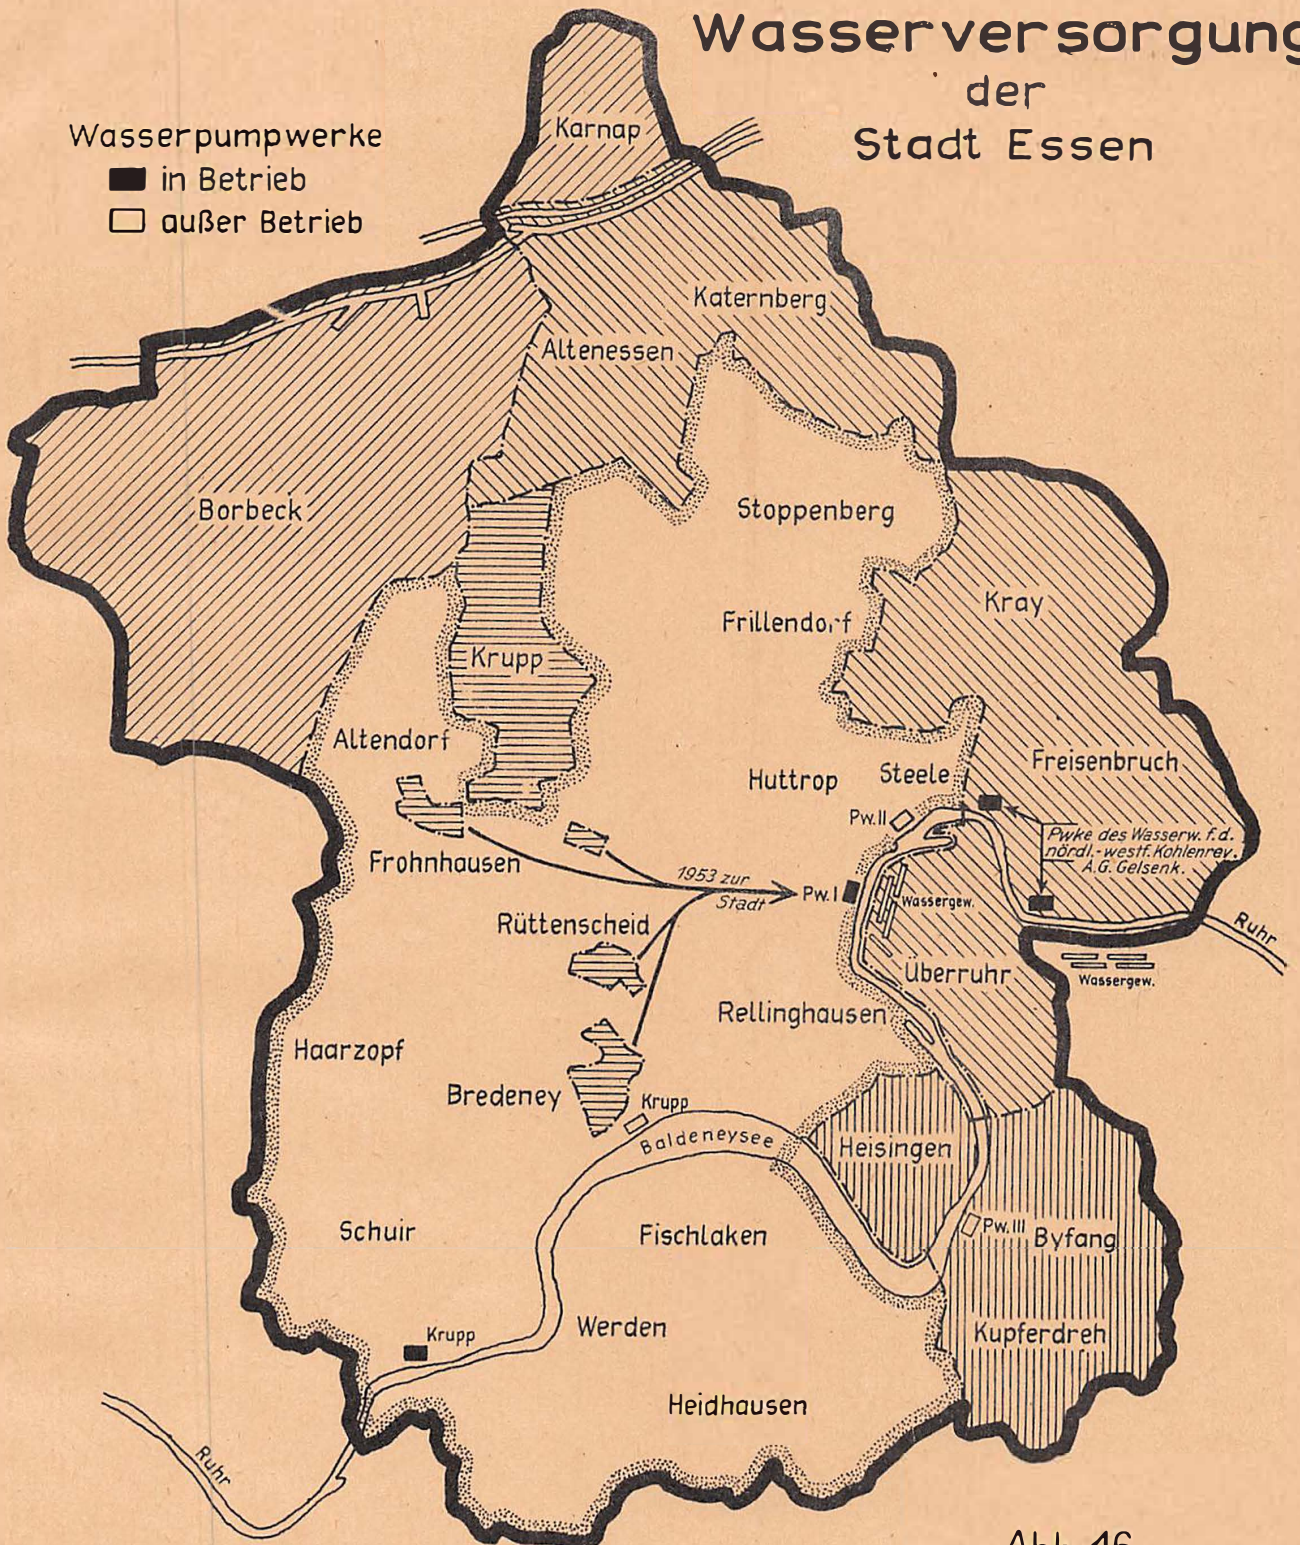 Wasserversorgung
der
Stadt Essen
Wasserpumpwerke
in Betrieb
außer Betrieb
Karnap
Katernberg
Altenessen
Borbeck
Stoppenberg
Kray
Frillendorf
Krupp
Altendorf
Huttrop
Steele
Freisenbruch
Pw.II
Pwke des Wasserw. f.d.
nördl.-westf. Kohlenrev.
A.G. Gelsenk.
Frohnhausen
1953 zur
Stadt
Pw.I
Wassergew.
Rüttenscheid
Ruhr
Überruhr
Wassergew.
Rellinghausen
Haarzopf
Bredeney
Krupp
Baldeneysee
Heisingen
Schuir
Fischlaken
Pw.III
Byfang
Krupp
Werden
Kupferdreh
Heidhausen
Ruhr
Abb. 16